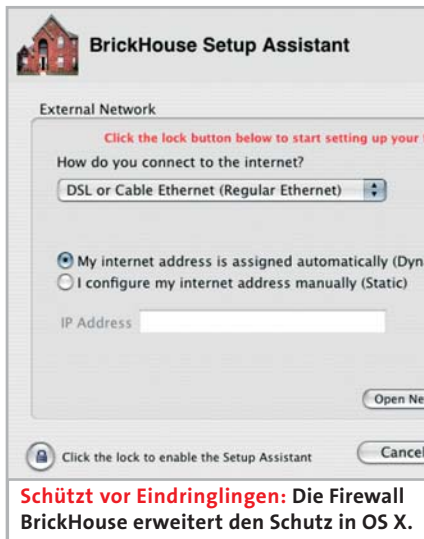 BrickHouse Setup Assistant
External Network
Click the lock button below to start setting up your
How do you connect to the internet?
DSL or Cable Ethernet (Regular Ethernet)
My internet address is assigned automatically (Dyn
I configure my internet address manually (Static)
IP Address
Open Ne
Click the lock to enable the Setup Assistant
Cancel
Schützt vor Eindringlingen: Die Firewall
BrickHouse erweitert den Schutz in OS X.